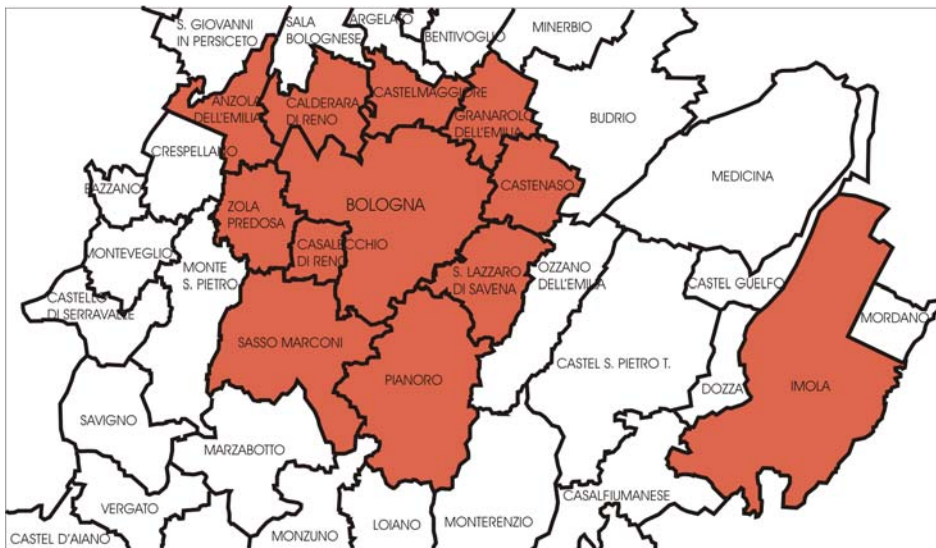 S. GIOVANNI
IN PERSICETO
SALA
BOLOGNESE
ARGELATO
BENTIVOGLIO
MINERBIO
ANZOLA
DELL'EMILIA
CALDERARA
DI RENO
CASTELMAGGIORE
GRANAROLO
DELL'EMILIA
BUDRIO
CRESPELLANO
MEDICINA
BAZZANO
CASTENASO
ZOLA
PREDOSA
BOLOGNA
CASALECCHIO
DI RENO
MONTEVEGLIO
MONTE
S. PIETRO
S. LAZZARO
DI SAVENA
OZZANO
DELL'EMILIA
CASTEL GUELFO
CASTELLO
DI SERRAVALLE
MORDANO
SASSO MARCONI
PIANORO
CASTEL S. PIETRO T.
DOZZA
IMOLA
SAVIGNO
MARZABOTTO
VERGATO
CASALFIUMANESE
CASTEL D'AIANO
MONZUNO
LOIANO
MONTERENZIO